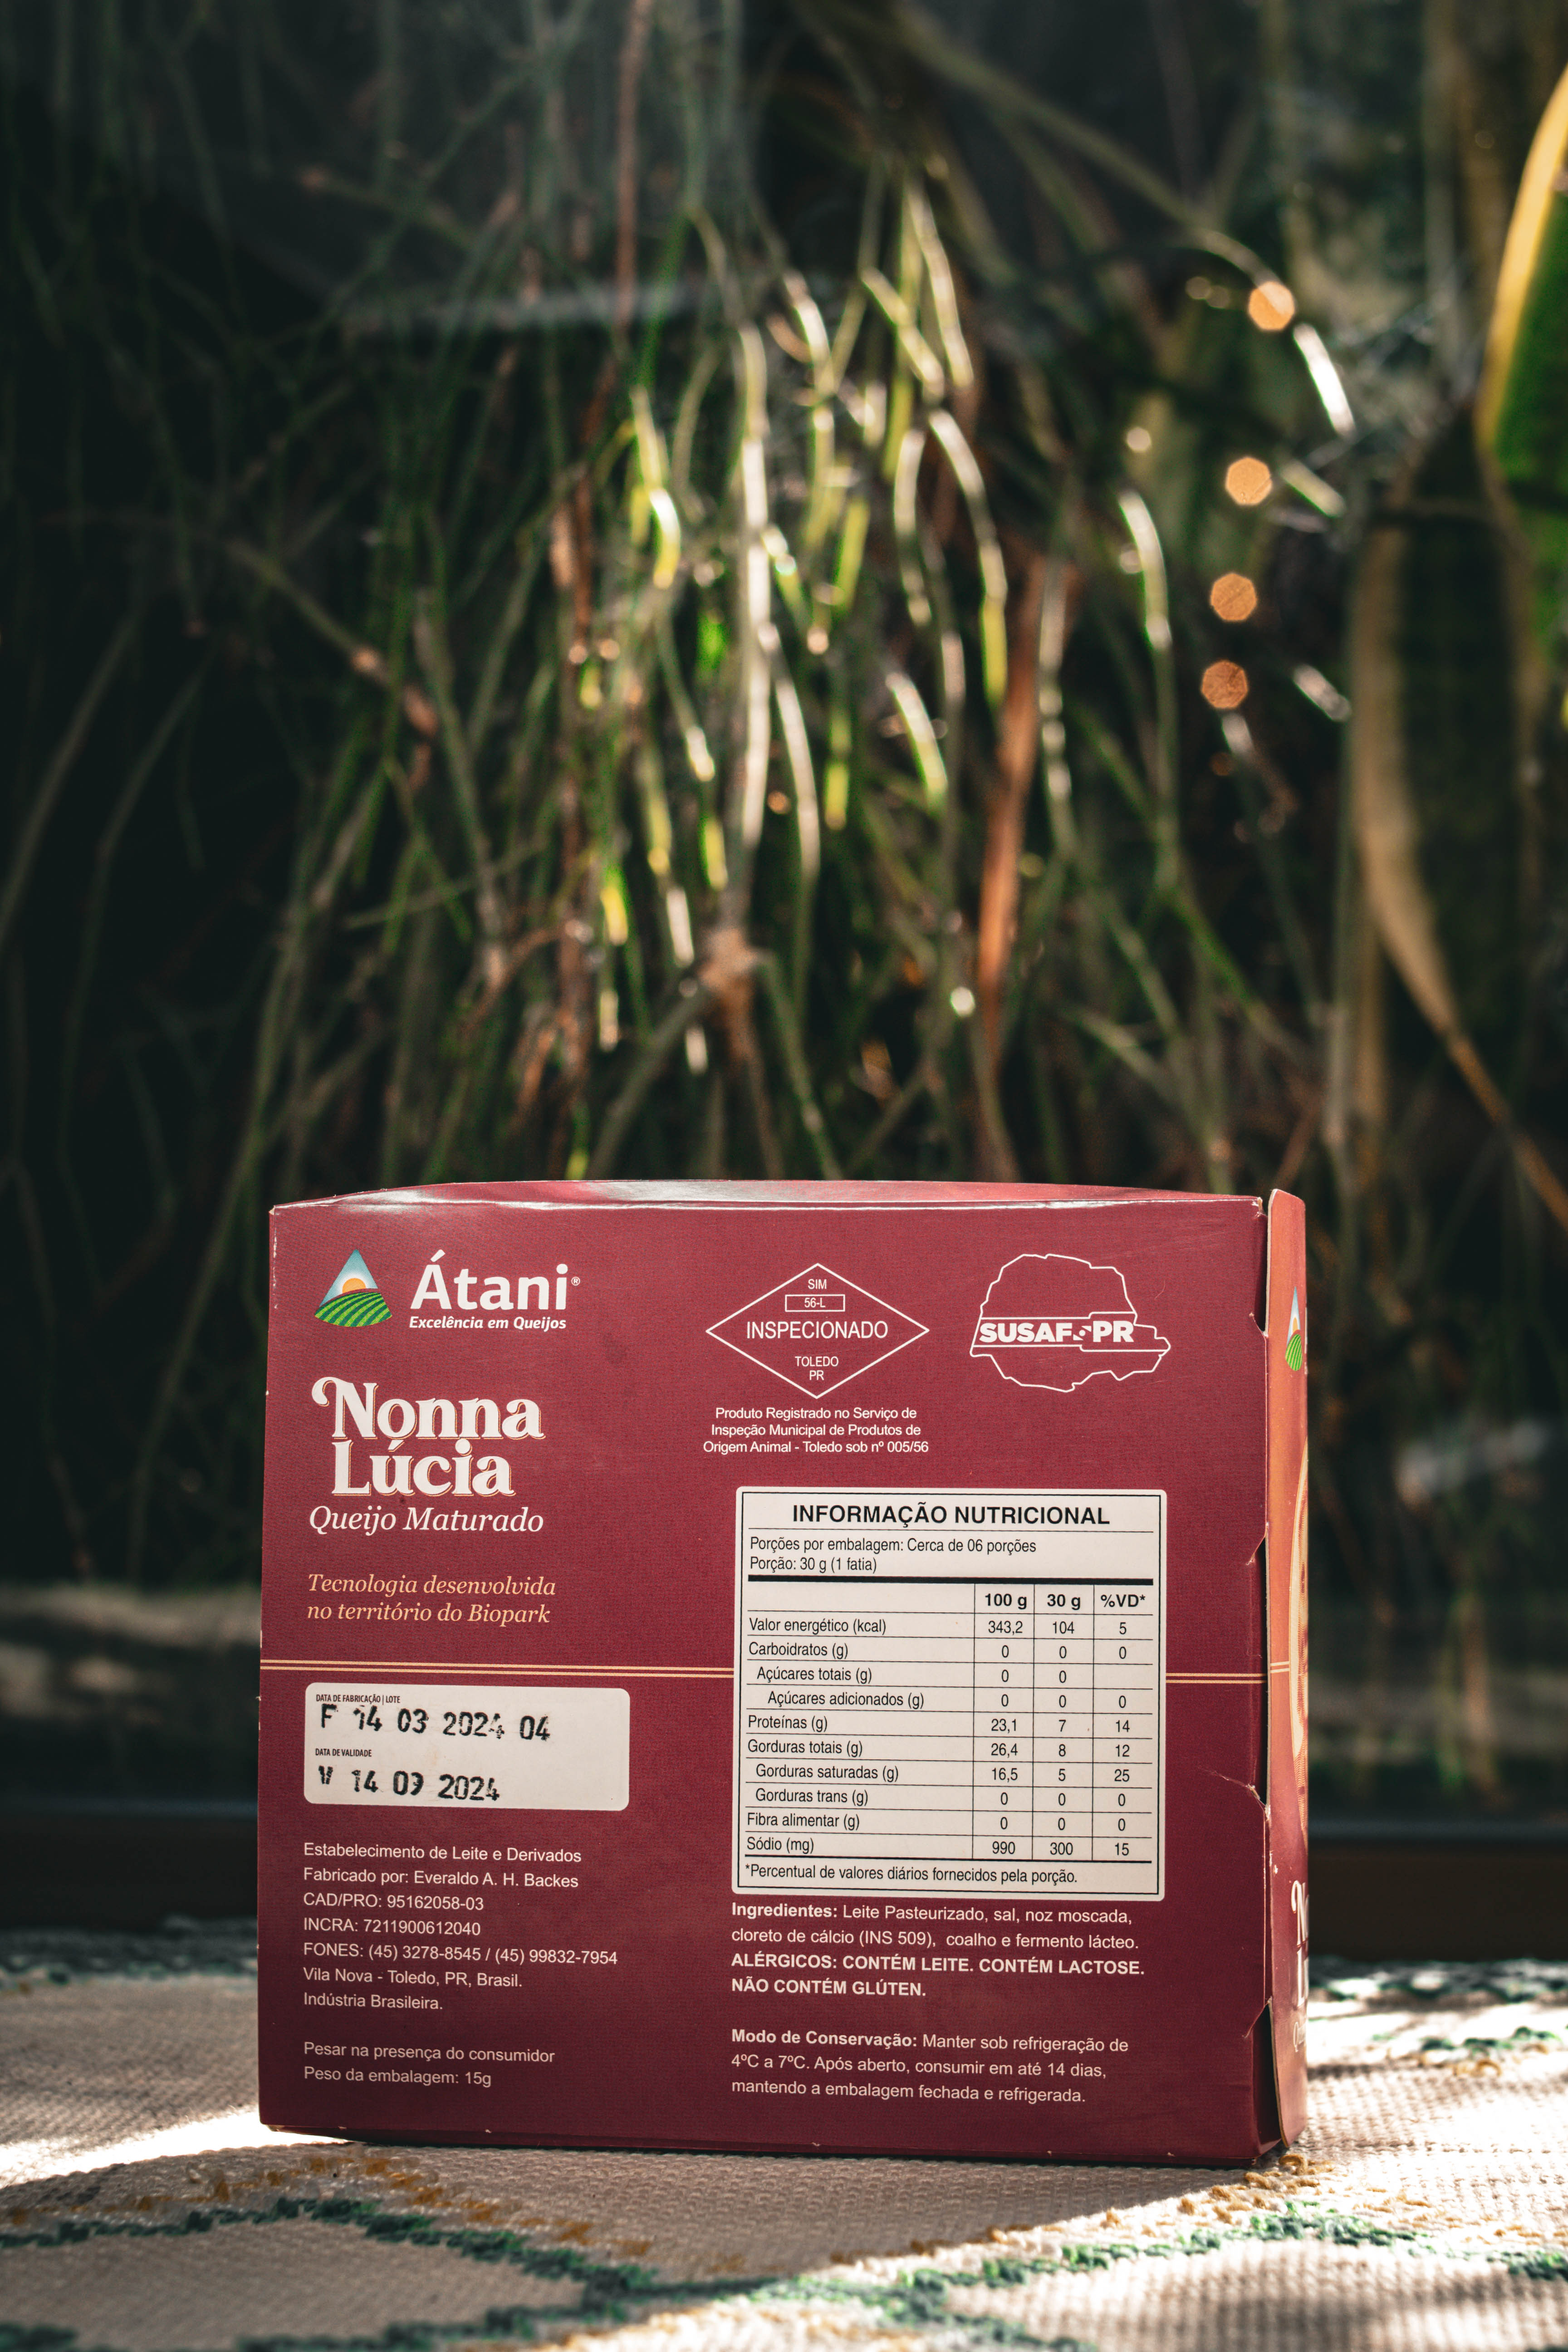 Átani®
Excelência em Queijos
Nonna
Lúcia
Queijo Maturado
Tecnologia desenvolvida
no território do Biopark
DATA DE FABRICAÇÃO | LOTE
F 14 03 2024 04
DATA DE VALIDADE
V 14 09 2024
Estabelecimento de Leite e Derivados
Fabricado por: Everaldo A. H. Backes
CAD/PRO: 95162058-03
INCRA: 7211900612040
FONES: (45) 3278-8545 / (45) 99832-7954
Vila Nova - Toledo, PR, Brasil.
Indústria Brasileira.
Pesar na presença do consumidor
Peso da embalagem: 15g
SIM
56-L
INSPECIONADO
TOLEDO
PR
Produto Registrado no Serviço de
Inspeção Municipal de Produtos de
Origem Animal - Toledo sob nº 005/56
SUSAF-PR
INFORMAÇÃO NUTRICIONAL
Porções por embalagem: Cerca de 06 porções
Porção: 30 g (1 fatia)
100 g 30 g %VD*
Valor energético (kcal) 343,2 104 5
Carboidratos (g) 0 0 0
Açúcares totais (g) 0 0
Açúcares adicionados (g) 0 0 0
Proteínas (g) 23,1 7 14
Gorduras totais (g) 26,4 8 12
Gorduras saturadas (g) 16,5 5 25
Gorduras trans (g) 0 0 0
Fibra alimentar (g) 0 0 0
Sódio (mg) 990 300 15
*Percentual de valores diários fornecidos pela porção.
Ingredientes: Leite Pasteurizado, sal, noz moscada,
cloreto de cálcio (INS 509), coalho e fermento lácteo.
ALÉRGICOS: CONTÉM LEITE. CONTÉM LACTOSE.
NÃO CONTÉM GLÚTEN.
Modo de Conservação: Manter sob refrigeração de
4ºC a 7ºC. Após aberto, consumir em até 14 dias,
mantendo a embalagem fechada e refrigerada.